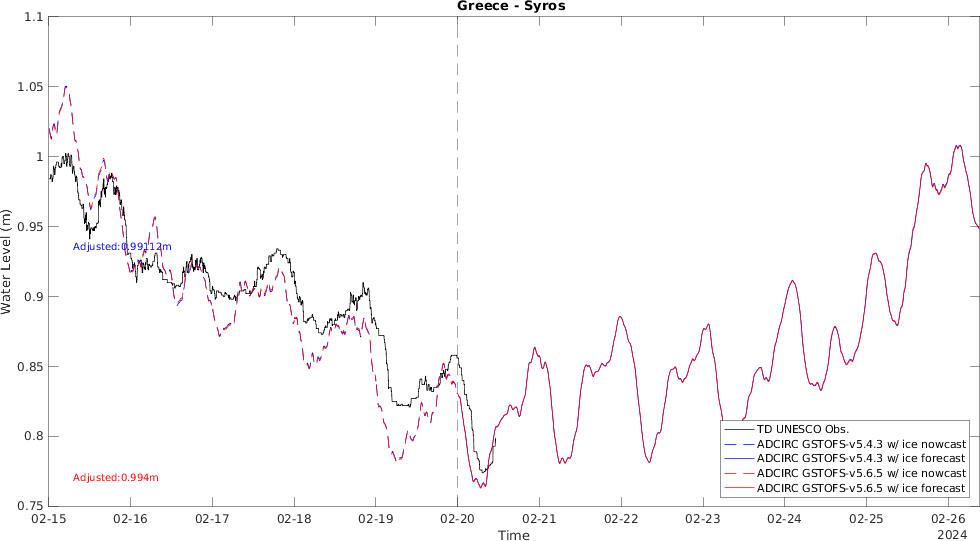 Greece - Syros
1.1
1.05
1
0.95
0.9
0.85
0.8
0.75
Water Level (m)
Adjusted:0.99112m
Adjusted:0.994m
TD UNESCO Obs.
ADCIRC GSTOFS-v5.4.3 w/ ice nowcast
ADCIRC GSTOFS-v5.4.3 w/ ice forecast
ADCIRC GSTOFS-v5.6.5 w/ ice nowcast
ADCIRC GSTOFS-v5.6.5 w/ ice forecast
02-15 02-16 02-17 02-18 02-19 02-20 02-21 02-22 02-23 02-24 02-25 02-26
Time
2024